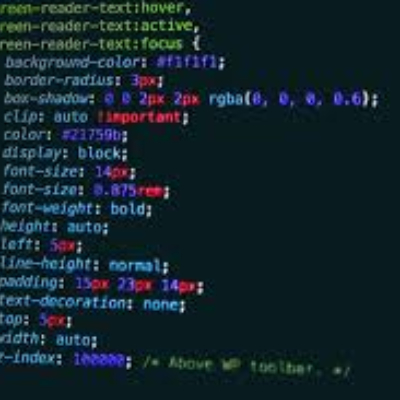 reen-reader-text:hover,
reen-reader-text:active,
reen-reader-text:focus {
background-color: #f1f1f1;
border-radius: 3px;
box-shadow: 0 0 2px 2px rgba(0, 0, 0, 0.6);
clip: auto !important;
color: #21759b;
display: block;
font-size: 14px;
font-size: 0.875rem;
font-weight: bold;
height: auto;
left: 5px;
line-height: normal;
padding: 15px 23px 14px;
text-decoration: none;
top: 5px;
width: auto;
z-index: 100000; /* Above WP toolbar. */